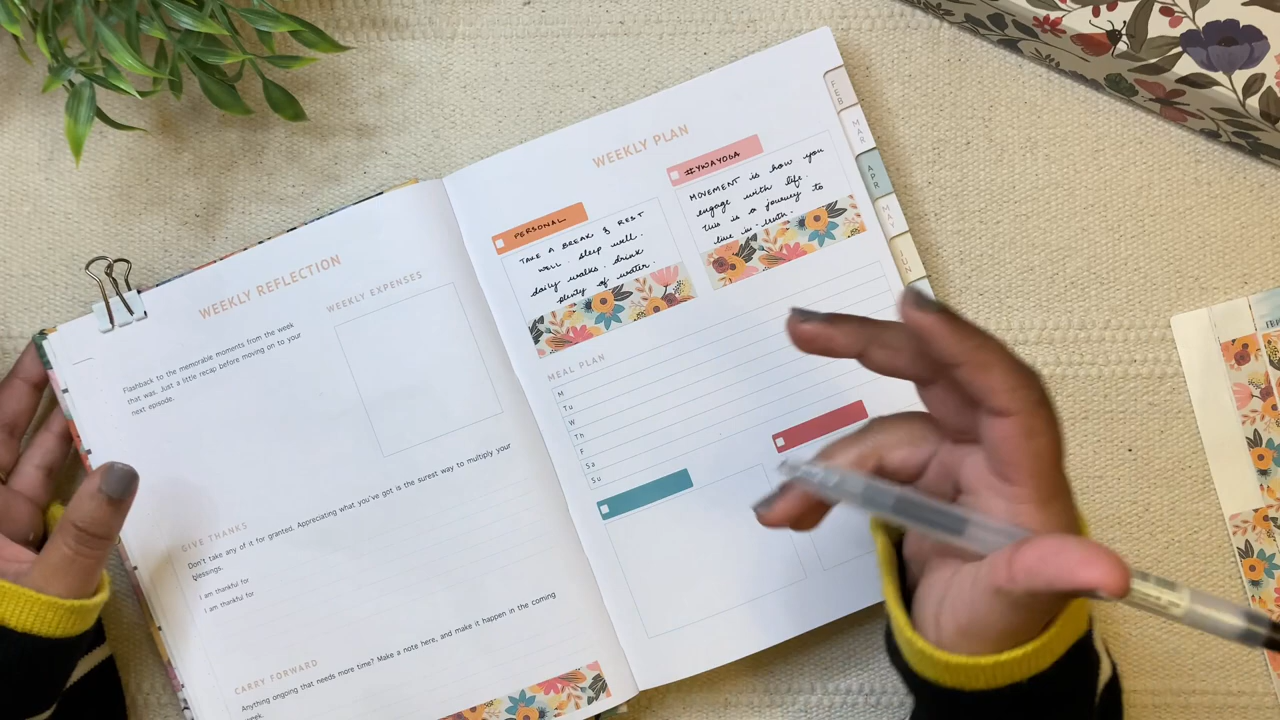 WEEKLY REFLECTION
Flashback to the memorable moments from the week
that was. Just a little recap before moving on to your
next episode.
WEEKLY EXPENSES
GIVE THANKS
Don't take any of it for granted. Appreciating what you've got is the surest way to multiply your
blessings.
I am thankful for
I am thankful for
CARRY FORWARD
Anything ongoing that needs more time? Make a note here, and make it happen in the coming
week.
WEEKLY PLAN
PERSONAL
TAKE A BREAK & REST
WELL. Sleep well.
daily walks. drink
plenty of water.
#YWAYOGA
MOVEMENT is how you
engage with life.
This is a journey to
live in truth.
MEAL PLAN
M
Tu
W
Th
F
Sa
Su
FEB
MAR
APR
MAY
JUN